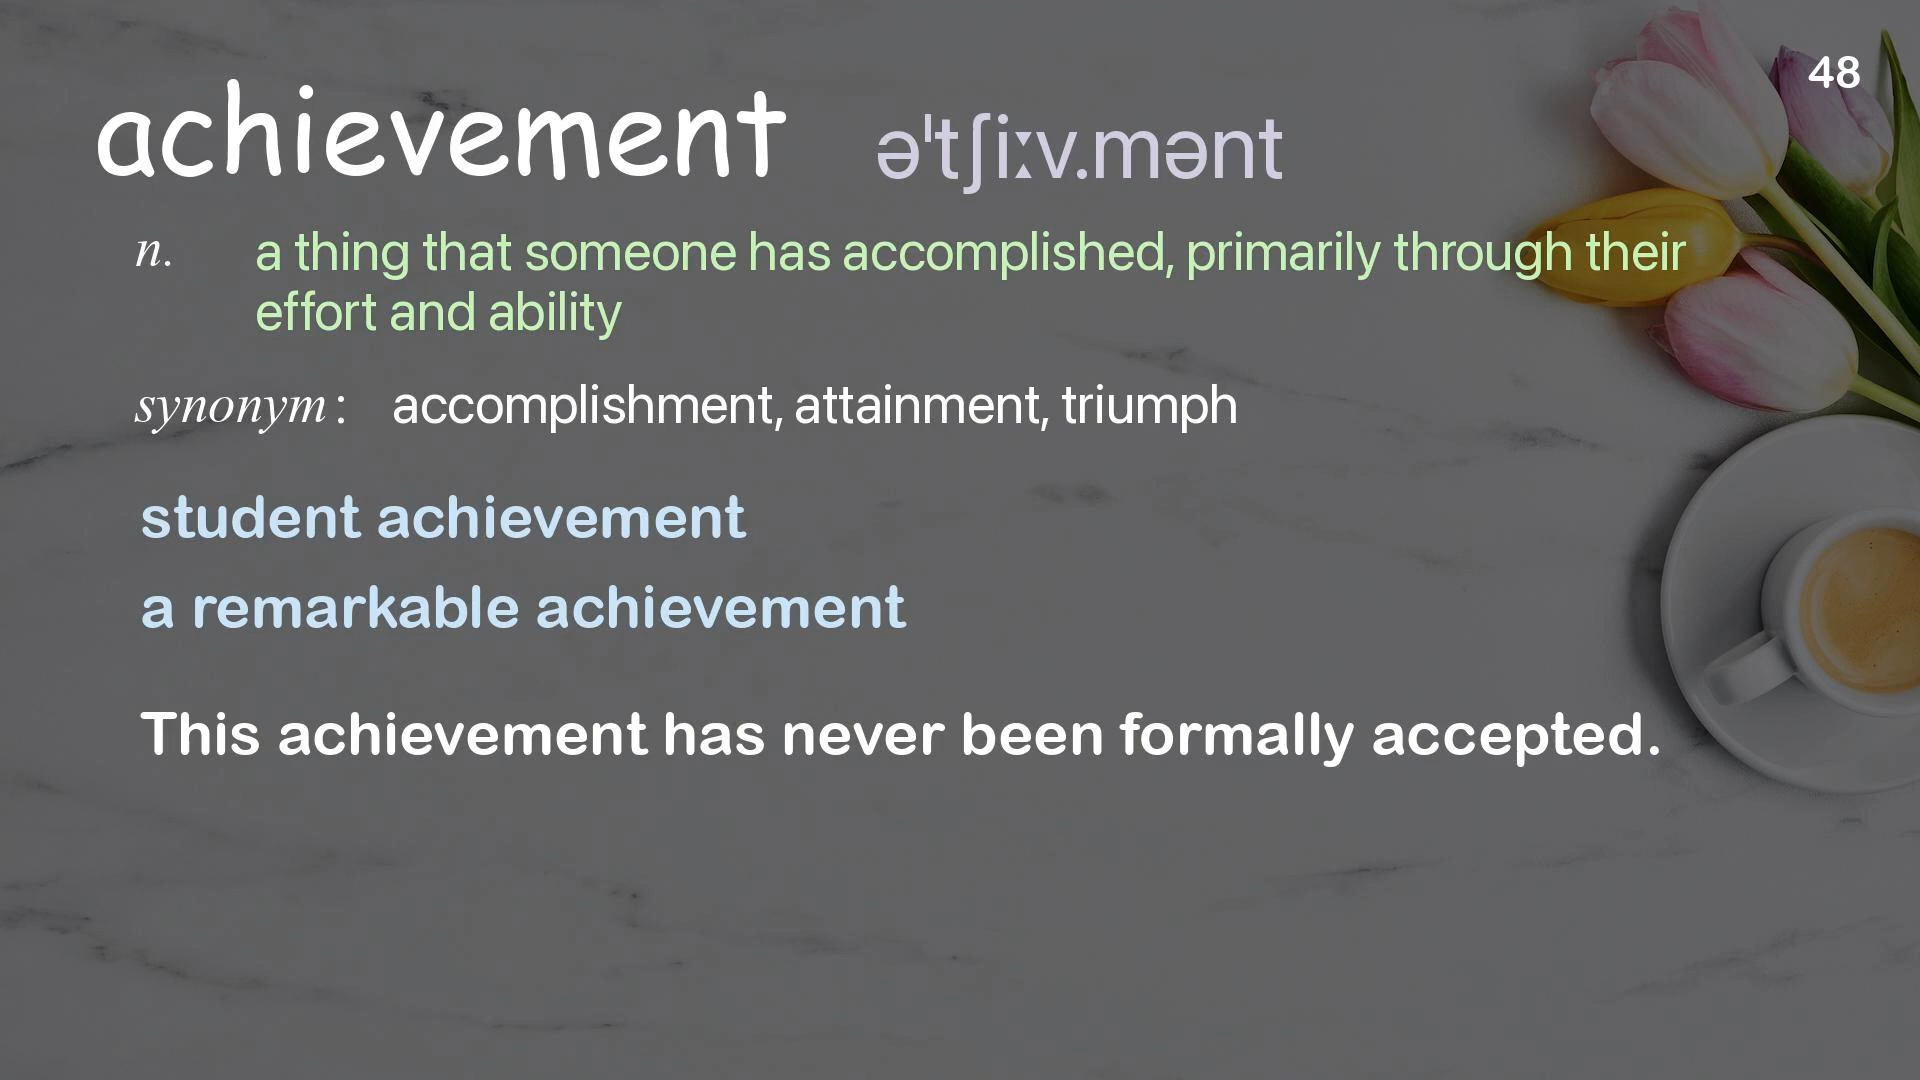 48
achievement əˈtʃiːv.mənt
n. a thing that someone has accomplished, primarily through their
effort and ability
synonym: accomplishment, attainment, triumph
student achievement
a remarkable achievement
This achievement has never been formally accepted.